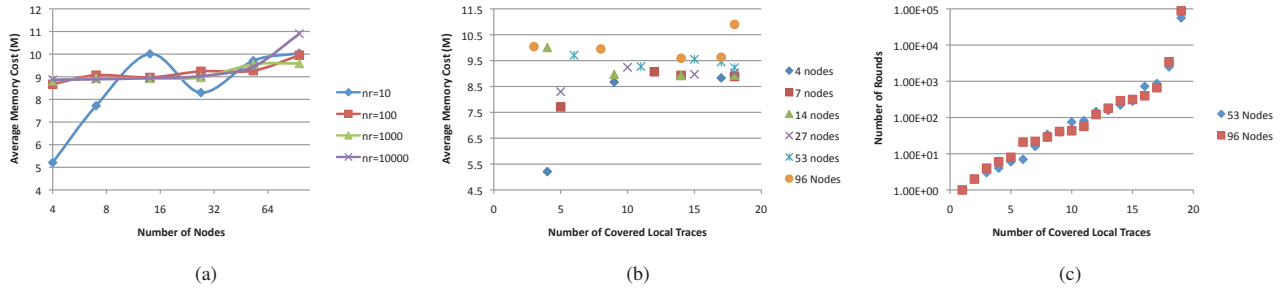 12
11
10
9
8
7
6
5
4
4 8 16 32 64
Average Memory Cost (M)
Number of Nodes
nr=10
nr=100
nr=1000
nr=10000
(a)
11.5
10.5
9.5
8.5
7.5
6.5
5.5
4.5
0 5 10 15 20
Average Memory Cost (M)
Number of Covered Local Traces
4 nodes
7 nodes
14 nodes
27 nodes
53 nodes
96 Nodes
(b)
1.00E+05
1.00E+04
1.00E+03
1.00E+02
1.00E+01
1.00E+00
0 5 10 15 20
Number of Rounds
Number of Covered Local Traces
53 Nodes
96 Nodes
(c)